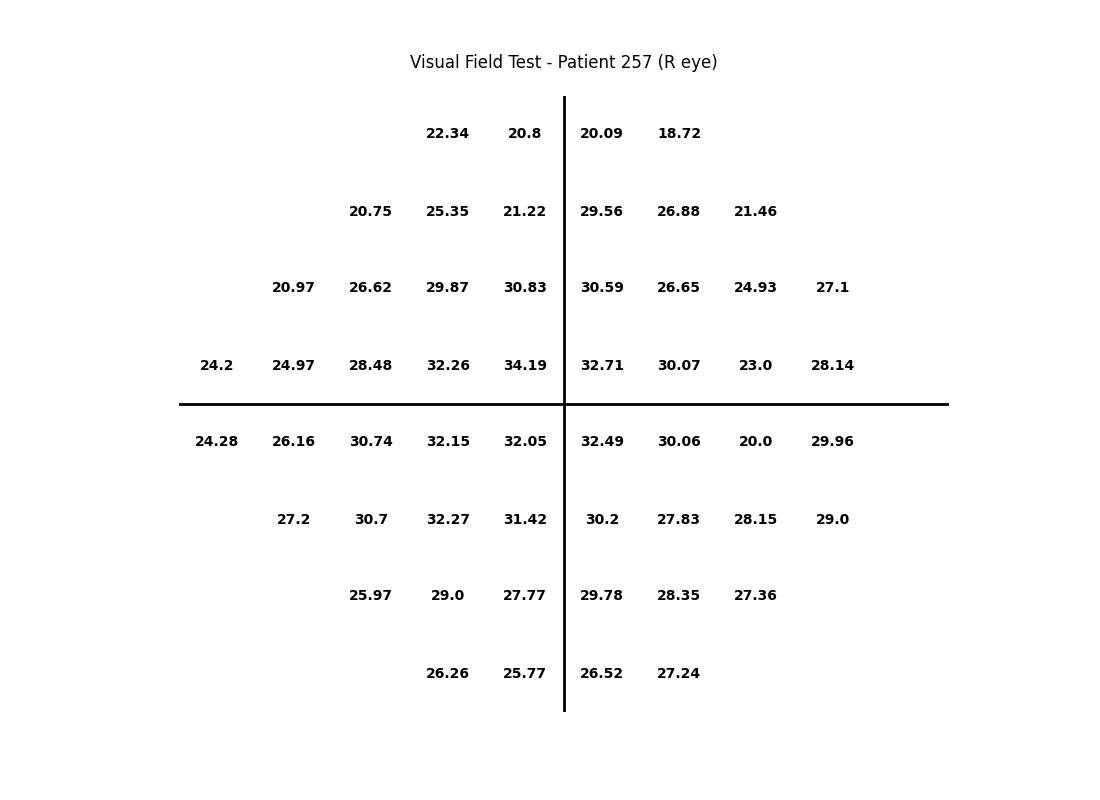 Visual Field Test - Patient 257 (R eye)
22.34 20.8 20.09 18.72
20.75 25.35 21.22 29.56 26.88 21.46
20.97 26.62 29.87 30.83 30.59 26.65 24.93 27.1
24.2 24.97 28.48 32.26 34.19 32.71 30.07 23.0 28.14
24.28 26.16 30.74 32.15 32.05 32.49 30.06 20.0 29.96
27.2 30.7 32.27 31.42 30.2 27.83 28.15 29.0
25.97 29.0 27.77 29.78 28.35 27.36
26.26 25.77 26.52 27.24